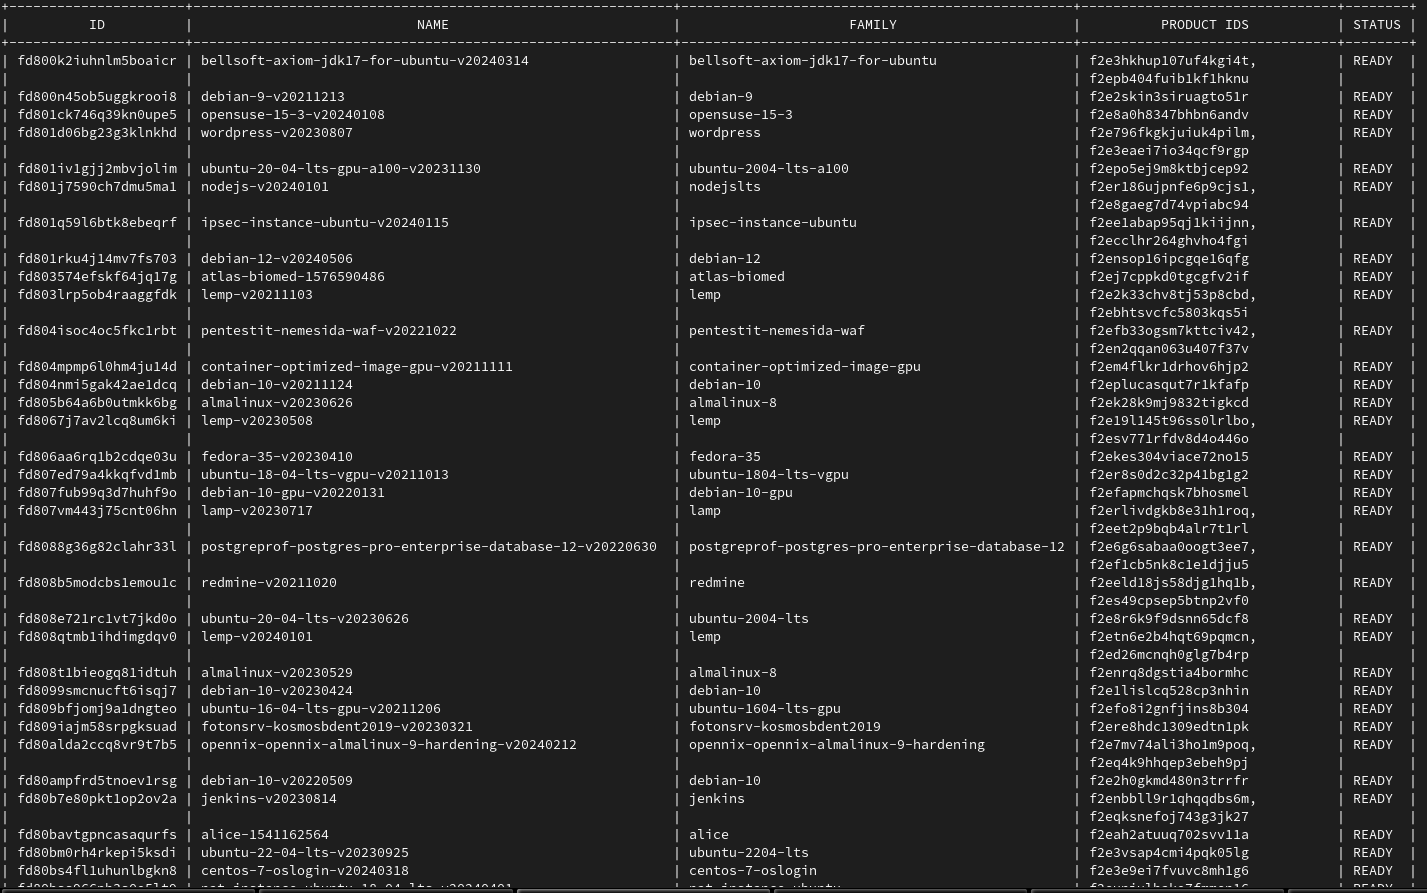 | ID | NAME | FAMILY | PRODUCT IDS | STATUS |
| fd800k2iuhnlm5boaicr | bellsoft-axiom-jdk17-for-ubuntu-v20240314 | bellsoft-axiom-jdk17-for-ubuntu | f2e3hkhup107uf4kgi4t, | READY |
| | | | f2epb404fuib1kf1hknu | |
| fd800n45ob5uggkrooi8 | debian-9-v20211213 | debian-9 | f2e2skin3siruagto51r | READY |
| fd801ck746q39kn0upe5 | opensuse-15-3-v20240108 | opensuse-15-3 | f2e8a0h8347bhbn6andv | READY |
| fd801d06bg23g3klnkhd | wordpress-v20230807 | wordpress | f2e796fkgkjuiuk4pilm, | READY |
| | | | f2e3eaei7io34qcf9rgp | |
| fd801iv1gjj2mbvjolim | ubuntu-20-04-lts-gpu-a100-v20231130 | ubuntu-2004-lts-a100 | f2epo5ej9m8ktbjcep92 | READY |
| fd801j7590ch7dmu5ma1 | nodejs-v20240101 | nodejslts | f2er186ujpnfe6p9cjs1, | READY |
| | | | f2e8gaeg7d74vpiabc94 | |
| fd801q59l6btk8ebeqrf | ipsec-instance-ubuntu-v20240115 | ipsec-instance-ubuntu | f2ee1abap95qj1kiijnn, | READY |
| | | | f2ecclhr264ghvho4fgi | |
| fd801rku4j14mv7fs703 | debian-12-v20240506 | debian-12 | f2ensop16ipcgqe16qfg | READY |
| fd803574efskf64jq17g | atlas-biomed-1576590486 | atlas-biomed | f2ej7cppkd0tgcgfv2if | READY |
| fd803lrp5ob4raaggfdk | lemp-v20211103 | lemp | f2e2k33chv8tj53p8cbd, | READY |
| | | | f2ebhtsvcfc5803kqs5i | |
| fd804isoc4oc5fkc1rbt | pentestit-nemesida-waf-v20221022 | pentestit-nemesida-waf | f2efb33ogsm7kttciv42, | READY |
| | | | f2en2qqan063u407f37v | |
| fd804mpmp6l0hm4ju14d | container-optimized-image-gpu-v20211111 | container-optimized-image-gpu | f2em4flkr1drhov6hjp2 | READY |
| fd804nmi5gak42ae1dcq | debian-10-v20211124 | debian-10 | f2eplucasqut7r1kfafp | READY |
| fd805b64a6b0utmkk6bg | almalinux-v20230626 | almalinux-8 | f2ek28k9mj9832tigkcd | READY |
| fd8067j7av2lcq8um6ki | lemp-v20230508 | lemp | f2e19l145t96ss0lrlbo, | READY |
| | | | f2esv771rfdv8d4o446o | |
| fd806aa6rq1b2cdqe03u | fedora-35-v20230410 | fedora-35 | f2ekes304viace72no15 | READY |
| fd807ed79a4kkqfvd1mb | ubuntu-18-04-lts-vgpu-v20211013 | ubuntu-1804-lts-vgpu | f2er8s0d2c32p41bg1g2 | READY |
| fd807fub99q3d7huhf9o | debian-10-gpu-v20220131 | debian-10-gpu | f2efapmchqsk7bhosmel | READY |
| fd807vm443j75cnt06hn | lamp-v20230717 | lamp | f2erlivdgkb8e31h1roq, | READY |
| | | | f2eet2p9bqb4alr7t1rl | |
| fd8088g36g82clahr33l | postgreprof-postgres-pro-enterprise-database-12-v20220630 | postgreprof-postgres-pro-enterprise-database-12 | f2e6g6sabaa0oogt3ee7, | READY |
| | | | f2ef1cb5nk8c1e1djju5 | |
| fd808b5modcbs1emou1c | redmine-v20211020 | redmine | f2eeld18js58djg1hq1b, | READY |
| | | | f2es49cpsep5btnp2vf0 | |
| fd808e721rc1vt7jkd0o | ubuntu-20-04-lts-v20230626 | ubuntu-2004-lts | f2e8r6k9f9dsnn65dcf8 | READY |
| fd808qtmb1ihdimgdqv0 | lemp-v20240101 | lemp | f2etn6e2b4hqt69pqmcn, | READY |
| | | | f2ed26mcnqh0glg7b4rp | |
| fd808t1bieogq81idtuh | almalinux-v20230529 | almalinux-8 | f2enrq8dgstia4bormhc | READY |
| fd8099smcnucft6isqj7 | debian-10-v20230424 | debian-10 | f2e1lislcq528cp3nhin | READY |
| fd809bfjomj9a1dngteo | ubuntu-16-04-lts-gpu-v20211206 | ubuntu-1604-lts-gpu | f2efo8i2gnfjins8b304 | READY |
| fd809iajm58srpgksuad | fotonsrv-kosmosbdent2019-v20230321 | fotonsrv-kosmosbdent2019 | f2ere8hdc1309edtn1pk | READY |
| fd80alda2ccq8vr9t7b5 | opennix-opennix-almalinux-9-hardening-v20240212 | opennix-opennix-almalinux-9-hardening | f2e7mv74ali3ho1m9poq, | READY |
| | | | f2eq4k9hhqep3ebeh9pj | |
| fd80ampfrd5tnoev1rsg | debian-10-v20220509 | debian-10 | f2e2h0gkmd480n3trrfr | READY |
| fd80b7e80pkt1op2ov2a | jenkins-v20230814 | jenkins | f2enbbll9r1qhqqdbs6m, | READY |
| | | | f2eqksnefoj743g3jk27 | |
| fd80bavtgpncasaqurfs | alice-1541162564 | alice | f2eah2atuuq702svv11a | READY |
| fd80bm0rh4rkepi5ksdi | ubuntu-22-04-lts-v20230925 | ubuntu-2204-lts | f2e3vsap4cmi4pqk05lg | READY |
| fd80bs4fl1uhunlbgkn8 | centos-7-oslogin-v20240318 | centos-7-oslogin | f2e3e9ei7fvuvc8mh1g6 | READY |